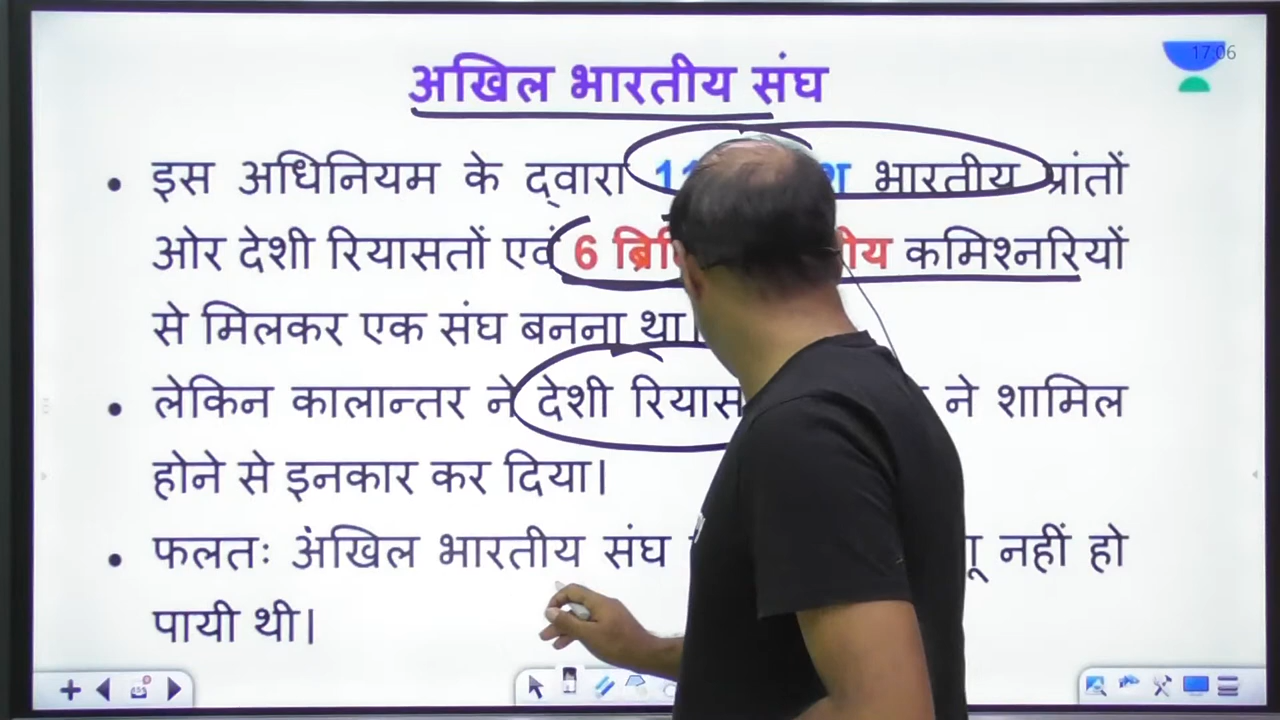 अखिल भारतीय संघ
17:06
इस अधिनियम के द्वारा भारतीय प्रांतों
ओर देशी रियासतों एवं 6 कमिश्नरियों
से मिलकर एक संघ बनना था।
लेकिन कालान्तर ने देशी ने शामिल
होने से इनकार कर दिया।
फलतः अंखिल भारतीय संघ नहीं हो
पायी थी।